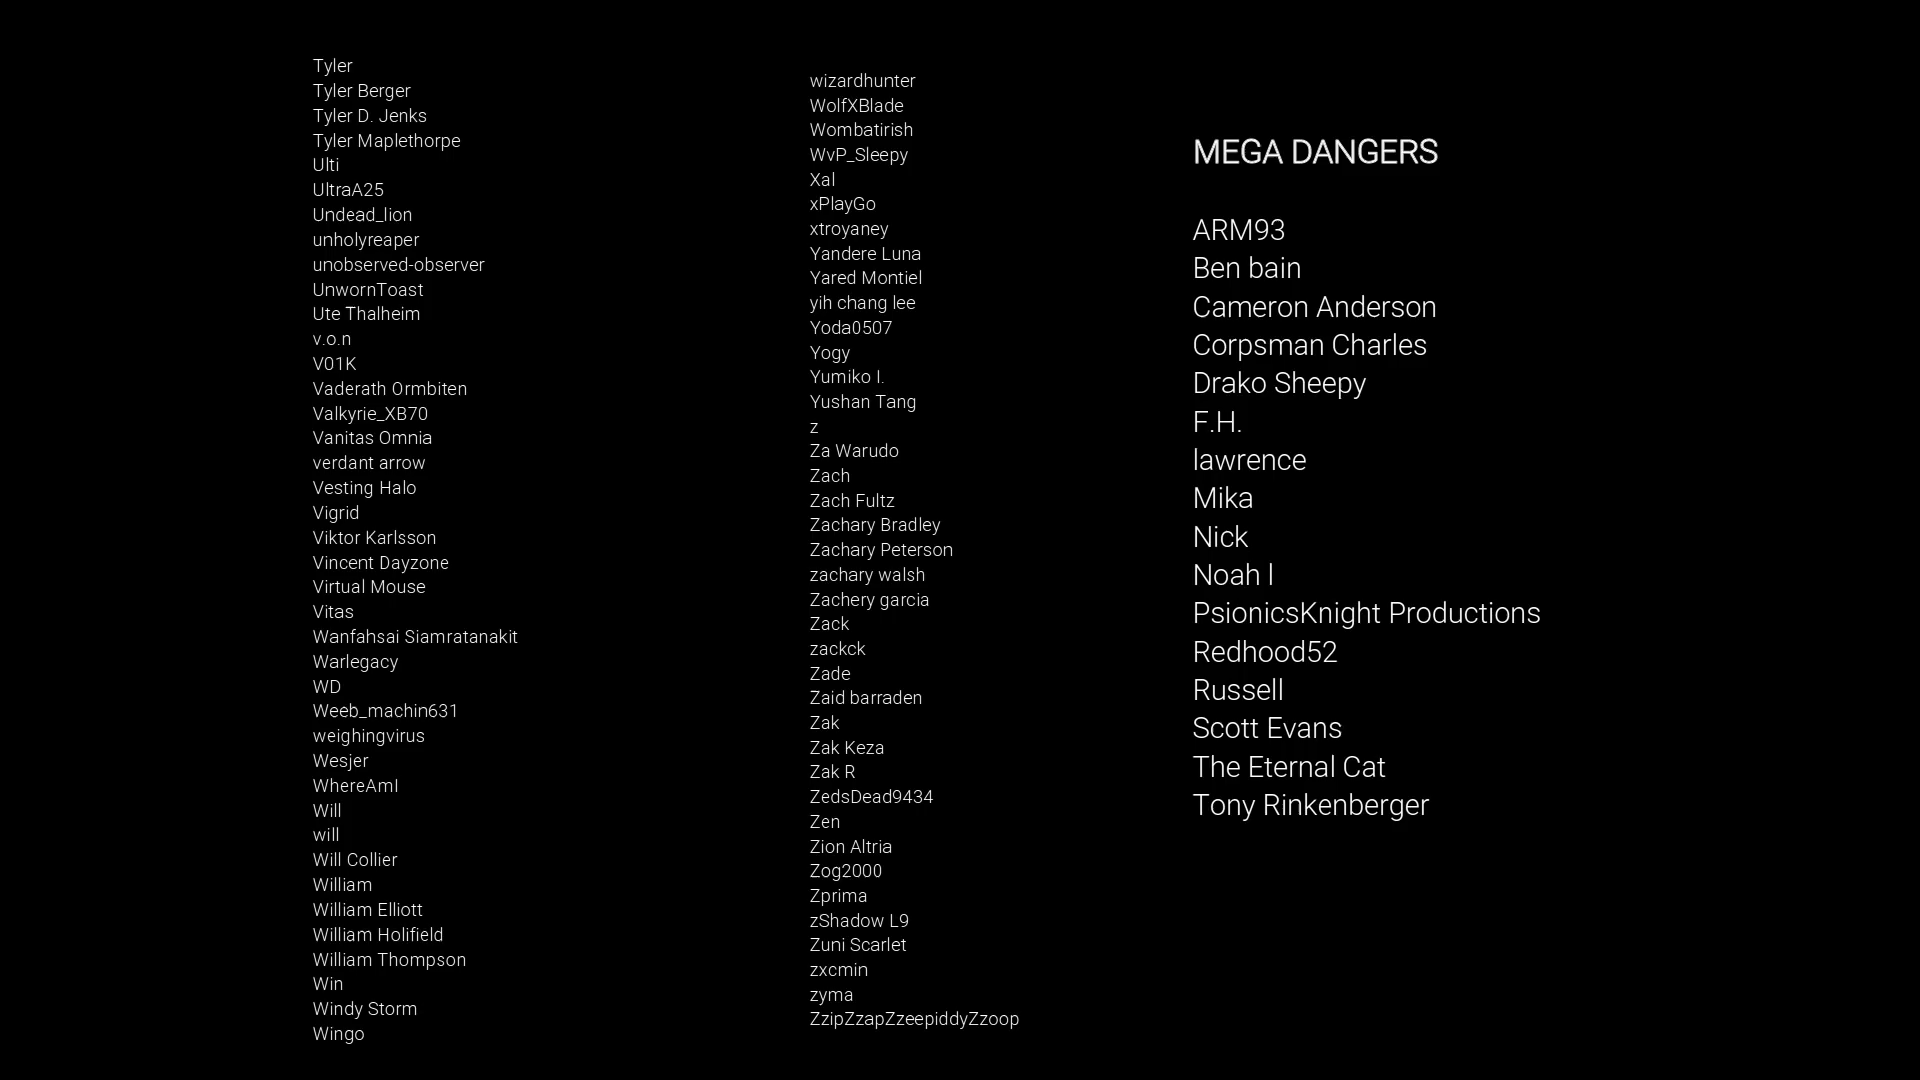 Tyler
Tyler Berger
Tyler D. Jenks
Tyler Maplethorpe
Ulti
UltraA25
Undead_lion
unholyreaper
unobserved-observer
UnwornToast
Ute Thalheim
v.o.n
V01K
Vaderath Ormbiten
Valkyrie_XB70
Vanitas Omnia
verdant arrow
Vesting Halo
Vigrid
Viktor Karlsson
Vincent Dayzone
Virtual Mouse
Vitas
Wanfahsai Siamratanakit
Warlegacy
WD
Weeb_machin631
weighingvirus
Wesjer
WhereAmI
Will
will
Will Collier
William
William Elliott
William Holifield
William Thompson
Win
Windy Storm
Wingo
wizardhunter
WolfXBlade
Wombatirish
WvP_Sleepy
Xal
xPlayGo
xtroyaney
Yandere Luna
Yared Montiel
yih chang lee
Yoda0507
Yogy
Yumiko I.
Yushan Tang
z
Za Warudo
Zach
Zach Fultz
Zachary Bradley
Zachary Peterson
zachary walsh
Zachery garcia
Zack
zackck
Zade
Zaid barraden
Zak
Zak Keza
Zak R
ZedsDead9434
Zen
Zion Altria
Zog2000
Zprima
zShadow L9
Zuni Scarlet
zxcmin
zyma
ZzipZzapZzeepiddyZzoop
MEGA DANGERS
ARM93
Ben bain
Cameron Anderson
Corpsman Charles
Drako Sheepy
F.H.
lawrence
Mika
Nick
Noah l
PsionicsKnight Productions
Redhood52
Russell
Scott Evans
The Eternal Cat
Tony Rinkenberger